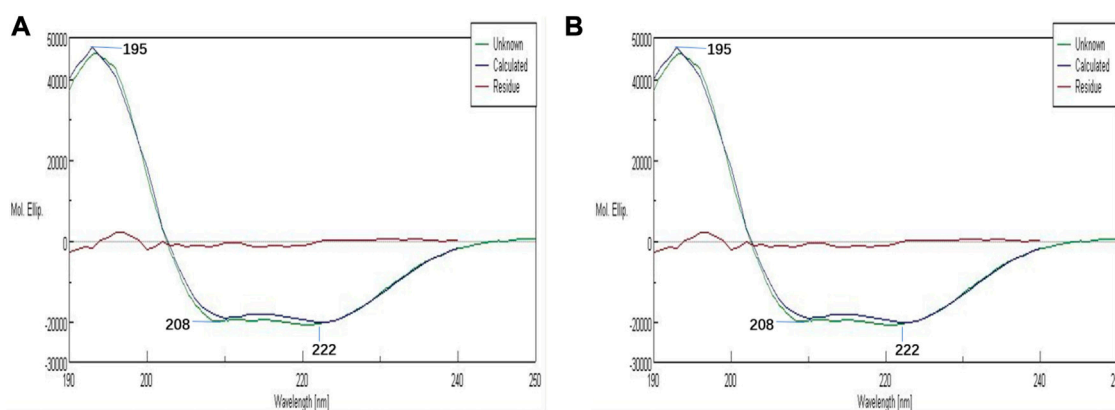 A
50000
195
Unknown
Calculated
Residue
40000
20000
Mol. Ellip.
0
-20000
208
222
-30000
190
200
220
240
250
Wavelength [nm]
B
50000
195
Unknown
Calculated
Residue
40000
20000
Mol. Ellip.
0
-20000
208
222
-30000
190
200
220
240
Wavelength [nm]